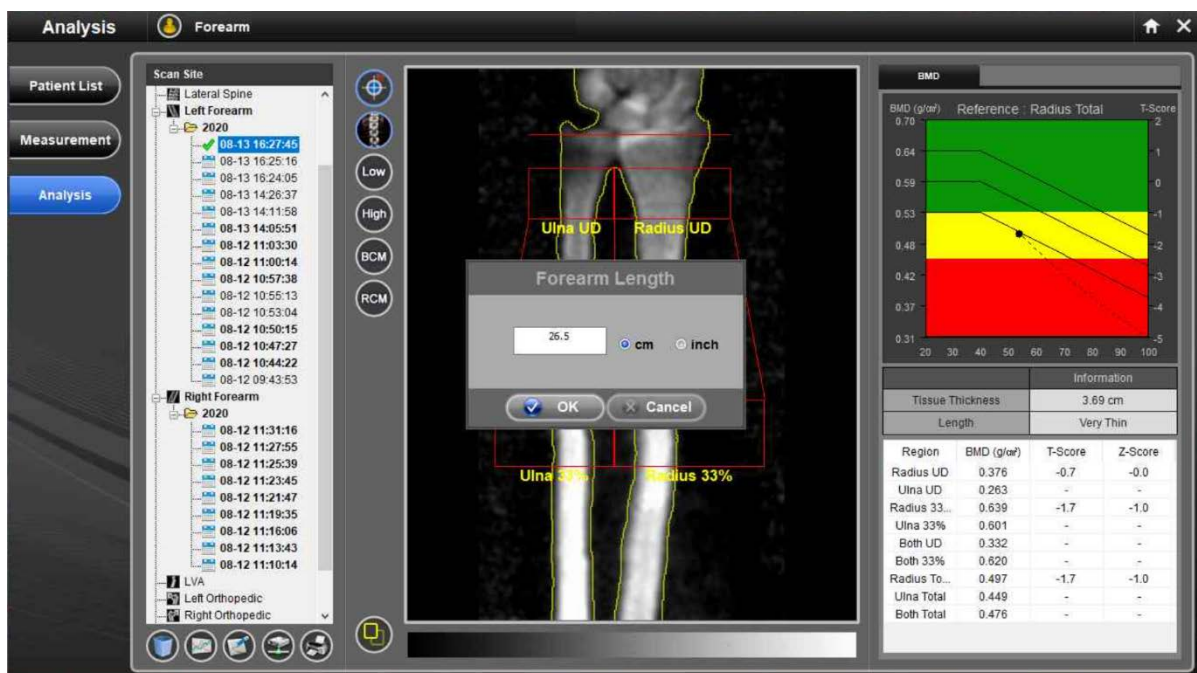 Analysis
Forearm
Patient List
Measurement
Analysis
Scan Site
Lateral Spine
Left Forearm
2020
08-13 16:27:45
08-13 16:25:16
08-13 16:24:05
08-13 14:26:37
08-13 14:11:58
08-13 14:05:51
08-12 11:03:30
08-12 11:00:14
08-12 10:57:38
08-12 10:55:13
08-12 10:53:04
08-12 10:50:15
08-12 10:47:27
08-12 10:44:22
08-12 09:43:53
Right Forearm
2020
08-12 11:31:16
08-12 11:27:55
08-12 11:25:39
08-12 11:23:45
08-12 11:21:47
08-12 11:19:35
08-12 11:16:06
08-12 11:13:43
08-12 11:10:14
LVA
Left Orthopedic
Right Orthopedic
Low
High
BCM
RCM
Ulna UD Radius UD
Forearm Length
26.5 cm inch
OK Cancel
Ulna 33% Radius 33%
BMD
BMD (g/㎠) Reference : Radius Total T-Score
0.70 2
0.64 1
0.59 0
0.53 -1
0.48 -2
0.42 -3
0.37 -4
0.31 -5
20 30 40 50 60 70 80 90 100
Information
Tissue Thickness 3.69 cm
Length Very Thin
Region BMD (g/㎠) T-Score Z-Score
Radius UD 0.376 -0.7 -0.0
Ulna UD 0.263 - -
Radius 33... 0.639 -1.7 -1.0
Ulna 33% 0.601 - -
Both UD 0.332 - -
Both 33% 0.620 - -
Radius To... 0.497 -1.7 -1.0
Ulna Total 0.449 - -
Both Total 0.476 - -